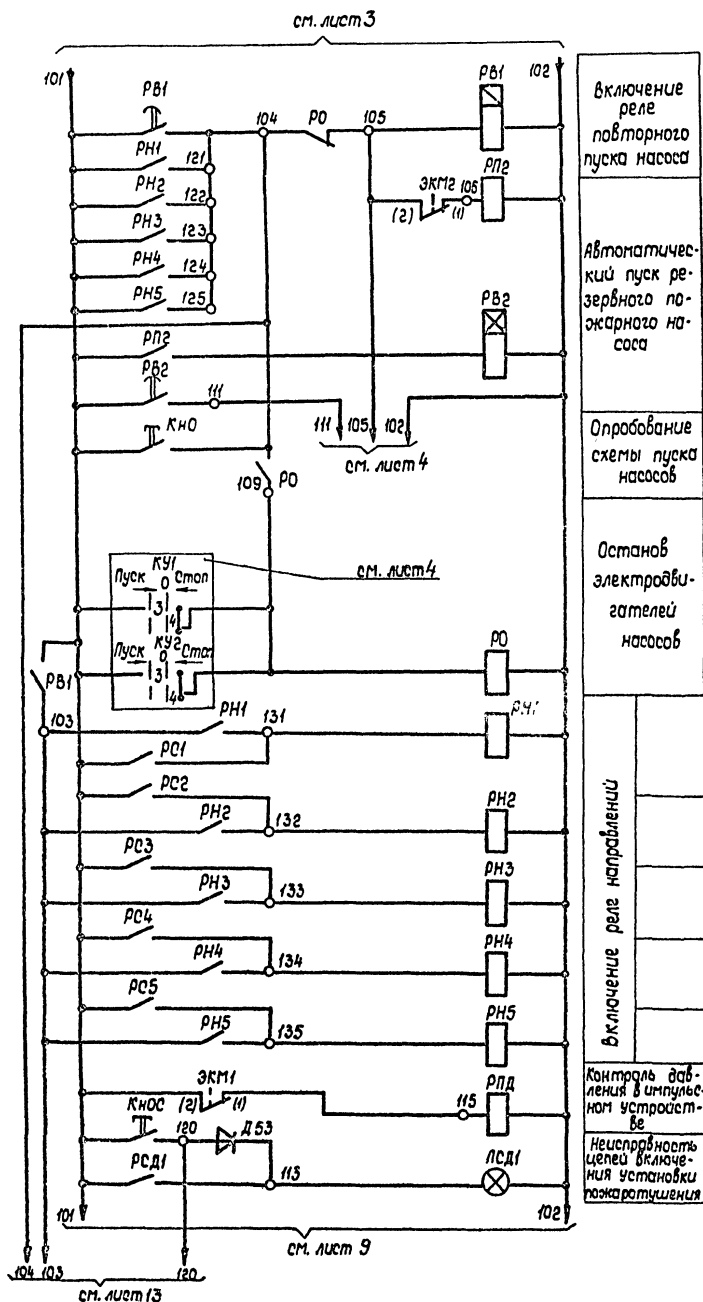 см. лист 3
101
102
РВ1
104
РО
105
РВ1
РН1
121
РН2
122
РН3
123
РН4
124
РН5
125
ЭКМ2
106
РП2
(2)
(1)
РВ2
РП2
РВ2
111
КнО
111
105
102
см. лист 4
109
РО
КУ1
Пуск
0
Стоп
см. лист 4
3
4
КУ2
Пуск
0
Стоп
3
4
РО
РВ1
103
РН1
131
РН1
РС1
РС2
РН2
132
РН2
РС3
РН3
133
РН3
РС4
РН4
134
РН4
РС5
РН5
135
РН5
ЭКМ1
(2)
(1)
115
РПД
КнОС
120
Д53
РСД1
113
ЛСД1
101
102
см. лист 9
104
103
120
см. лист 13
Включение
реле
повторного
пуска насоса
Автоматичес-
кий пуск ре-
зервного по-
жарного на-
соса
Опробование
схемы пуска
насосов
Останов
электродви-
гателей
насосов
Включение реле направлений
Контроль дав-
ления в импульс-
ном устройст-
ве
Неисправность
цепей включе-
ния установки
пожаротушения